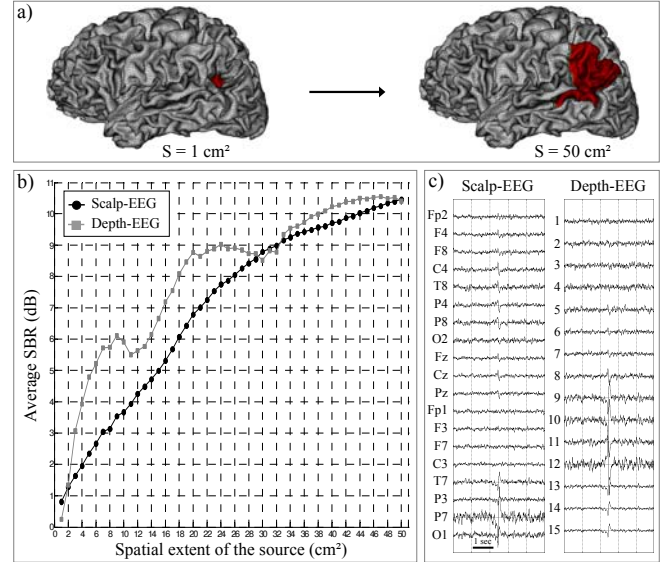 a)
S = 1 cm²
S = 50 cm²
b)
Scalp-EEG
Depth-EEG
Average SBR (dB)
11
10
9
8
7
6
5
4
3
2
1
0
0 2 4 6 8 10 12 14 16 18 20 22 24 26 28 30 32 34 36 38 40 42 44 46 48 50
Spatial extent of the source (cm²)
c)
Scalp-EEG
Fp2
F4
F8
C4
T8
P4
P8
O2
Fz
Cz
Pz
Fp1
F3
F7
C3
T7
P3
P7
O1
1 sec
Depth-EEG
1
2
3
4
5
6
7
8
9
10
11
12
13
14
15